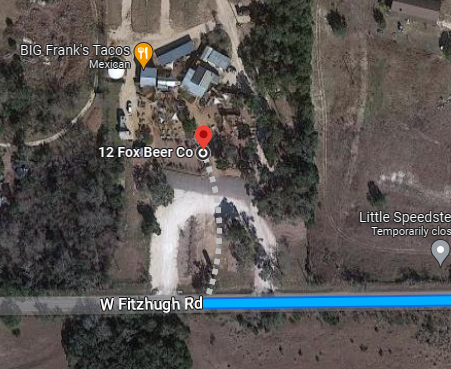 BIG Frank's Tacos
Mexican
12 Fox Beer Co
Little Speedste
Temporarily clos
W Fitzhugh Rd